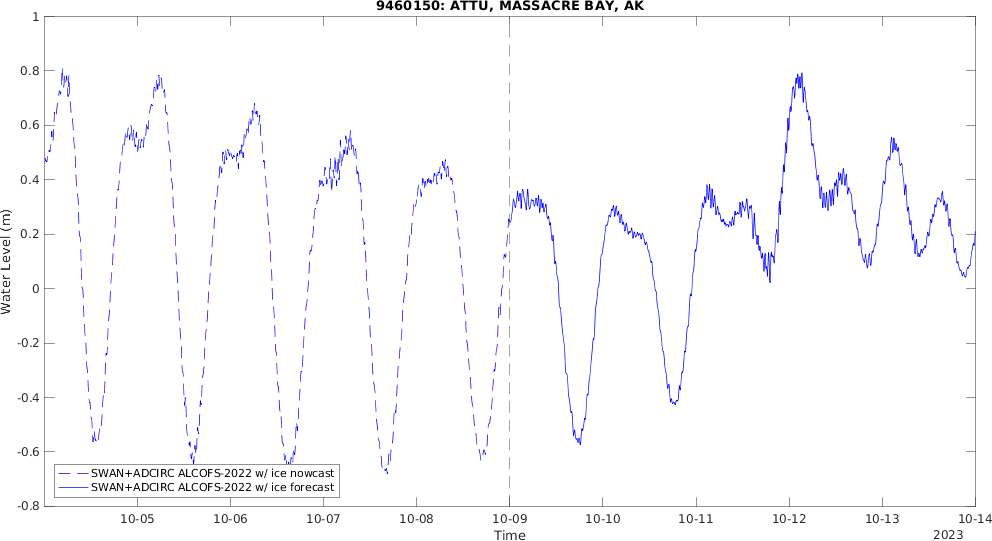 9460150: ATTU, MASSACRE BAY, AK
Water Level (m)
1
0.8
0.6
0.4
0.2
0
-0.2
-0.4
-0.6
-0.8
SWAN+ADCIRC ALCOFS-2022 w/ ice nowcast
SWAN+ADCIRC ALCOFS-2022 w/ ice forecast
10-05 10-06 10-07 10-08 10-09 10-10 10-11 10-12 10-13 10-14
Time
2023